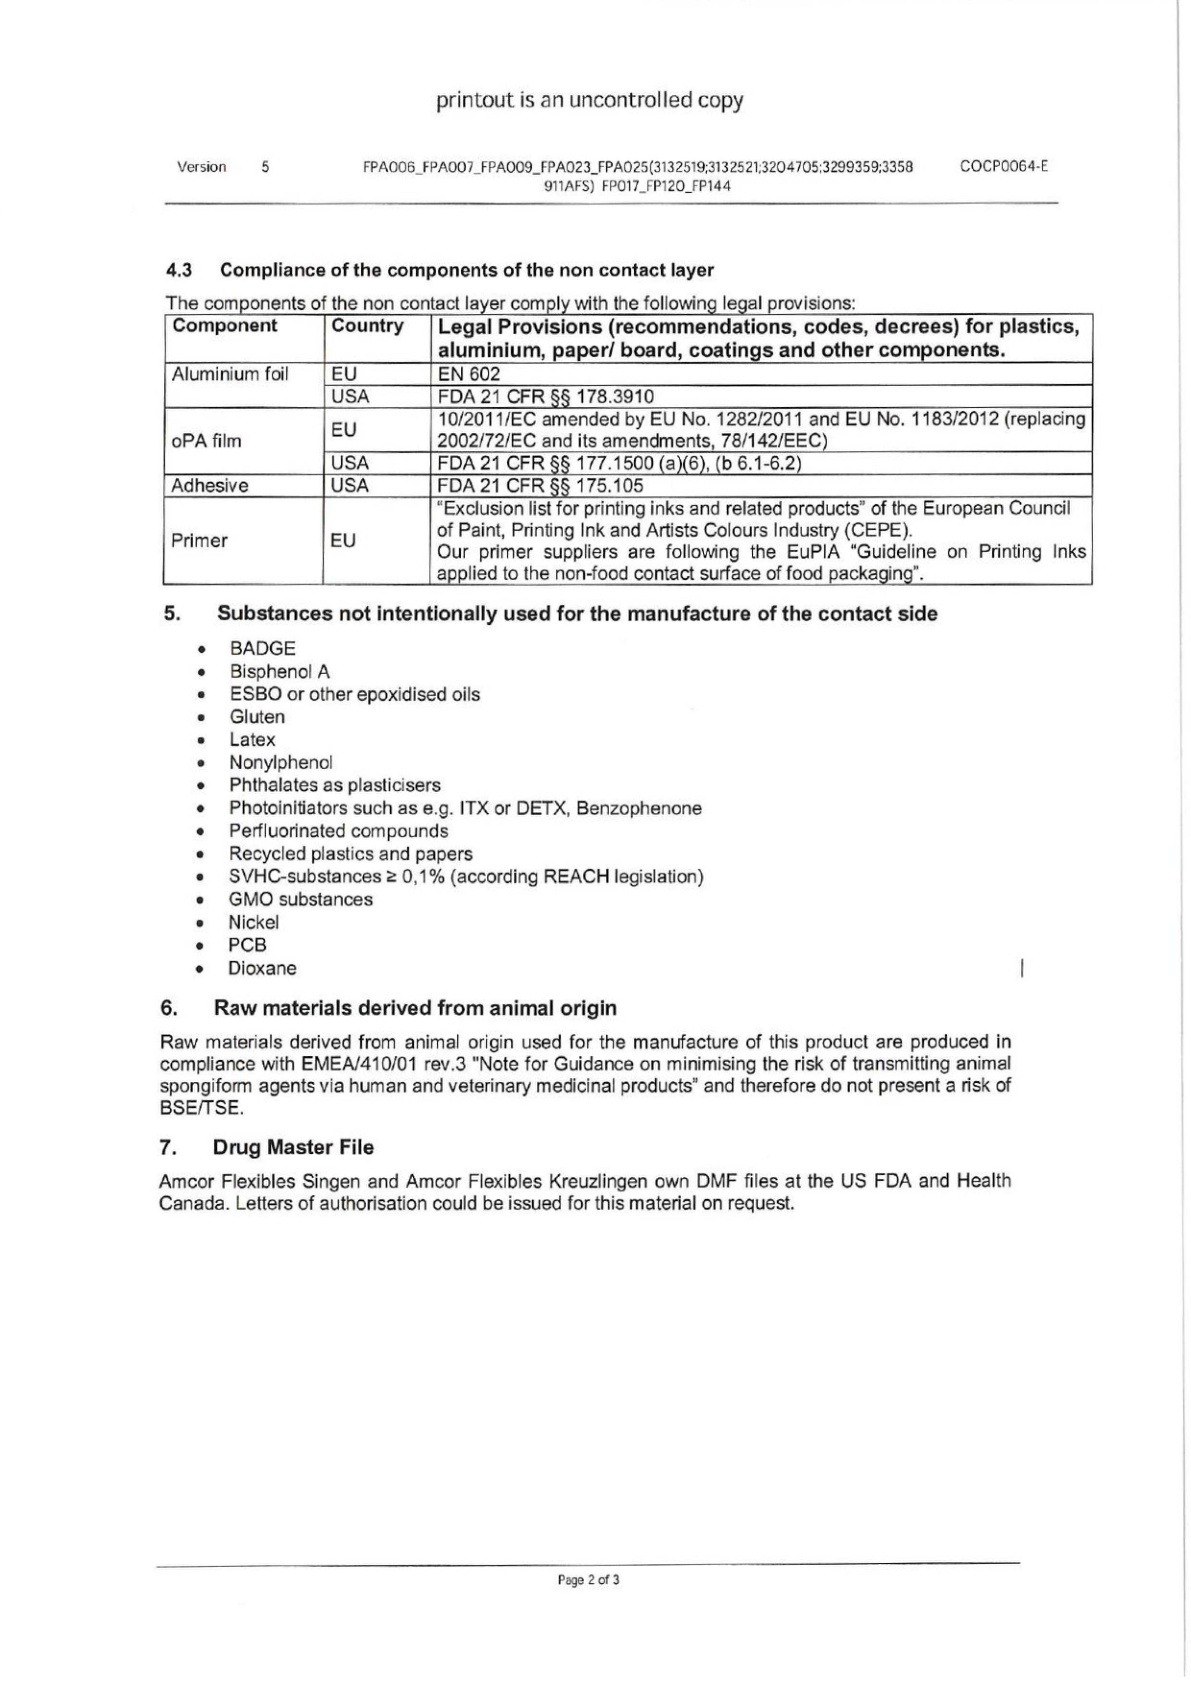 printout is an uncontrolled copy
Version 5 FPA006_FPA007_FPA009_FPA023_FPA025(3132519;3132521;3204705;3299359;3358 COCP0064-E
911AFS) FP017_FP120_FP144
4.3 Compliance of the components of the non contact layer
The components of the non contact layer comply with the following legal provisions:
Component Country Legal Provisions (recommendations, codes, decrees) for plastics,
aluminium, paper/ board, coatings and other components.
Aluminium foil EU EN 602
USA FDA 21 CFR §§ 178.3910
oPA film EU 10/2011/EC amended by EU No. 1282/2011 and EU No. 1183/2012 (replacing
2002/72/EC and its amendments, 78/142/EEC)
USA FDA 21 CFR §§ 177.1500 (a)(6), (b 6.1-6.2)
Adhesive USA FDA 21 CFR §§ 175.105
Primer EU "Exclusion list for printing inks and related products" of the European Council
of Paint, Printing Ink and Artists Colours Industry (CEPE).
Our primer suppliers are following the EuPIA "Guideline on Printing Inks
applied to the non-food contact surface of food packaging".
5. Substances not intentionally used for the manufacture of the contact side
• BADGE
• Bisphenol A
• ESBO or other epoxidised oils
• Gluten
• Latex
• Nonylphenol
• Phthalates as plasticisers
• Photoinitiators such as e.g. ITX or DETX, Benzophenone
• Perfluorinated compounds
• Recycled plastics and papers
• SVHC-substances ≥ 0,1% (according REACH legislation)
• GMO substances
• Nickel
• PCB
• Dioxane
6. Raw materials derived from animal origin
Raw materials derived from animal origin used for the manufacture of this product are produced in
compliance with EMEA/410/01 rev.3 "Note for Guidance on minimising the risk of transmitting animal
spongiform agents via human and veterinary medicinal products" and therefore do not present a risk of
BSE/TSE.
7. Drug Master File
Amcor Flexibles Singen and Amcor Flexibles Kreuzlingen own DMF files at the US FDA and Health
Canada. Letters of authorisation could be issued for this material on request.
Page 2 of 3